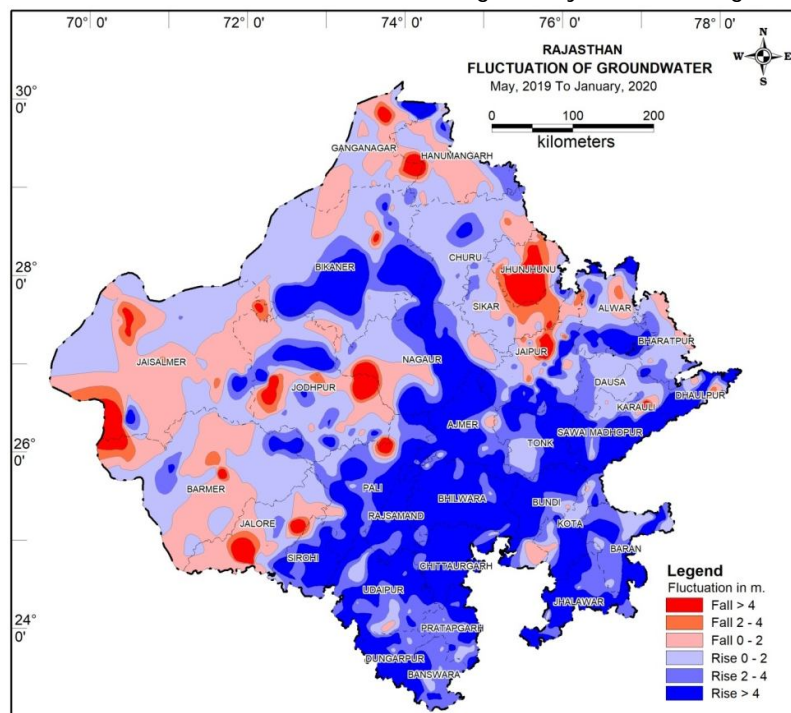 70° 0' 72° 0' 74° 0' 76° 0' 78° 0'
RAJASTHAN
FLUCTUATION OF GROUNDWATER
May, 2019 To January, 2020
N
W E
S
0 50 100 200
kilometers
30°
0'
GANGANAGAR
HANUMANGARH
28°
0'
BIKANER
CHURU
JHUNJHUNU
SIKAR
ALWAR
JAISALMER
NAGAUR
JAIPUR
BHARATPUR
JODHPUR
DAUSA
KARAULI
DHAULPUR
26°
0'
AJMER
TONK
SAWAI MADHOPUR
BARMER
PALI
BHILWARA
BUNDI
JALORE
RAJSAMAND
KOTA
SIROHI
CHITTAURGARH
BARAN
UDAIPUR
JHALAWAR
24°
0'
PRATAPGARH
DUNGARPUR
BANSWARA
Legend
Fluctuation in m.
Fall > 4
Fall 2 - 4
Fall 0 - 2
Rise 0 - 2
Rise 2 - 4
Rise > 4